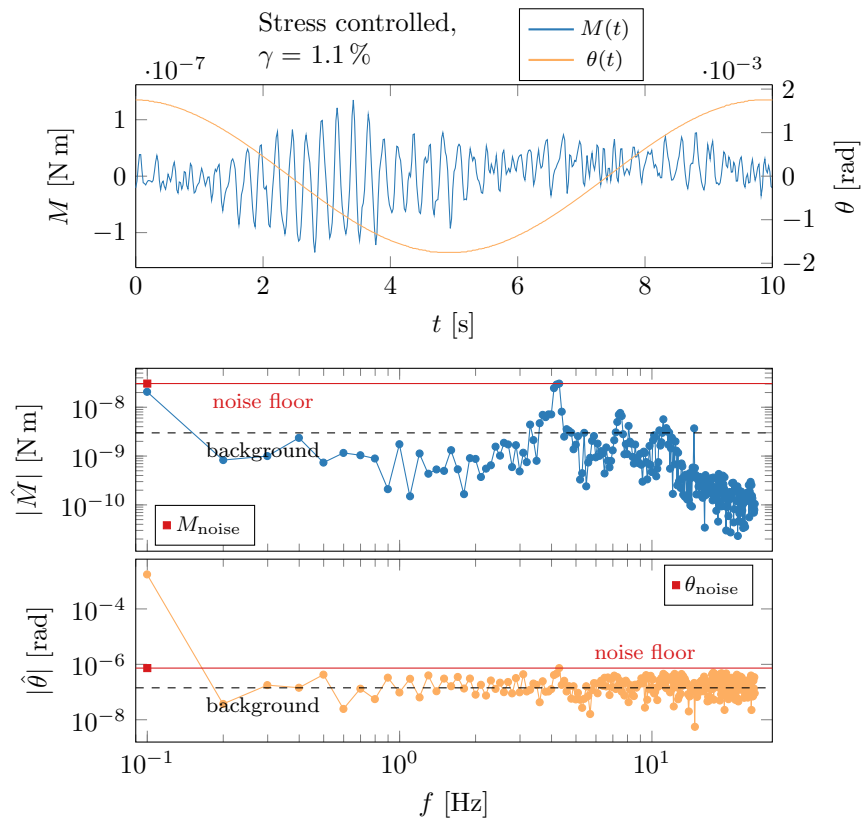 Stress controlled,
γ = 1.1 %
M(t)
θ(t)
·10⁻⁷
·10⁻³
1
0
−1
M [N m]
2
1
0
−1
−2
θ [rad]
0 2 4 6 8 10
t [s]
10⁻⁸
10⁻⁹
10⁻¹⁰
|M̂| [N m]
noise floor
background
M_noise
10⁻⁴
10⁻⁶
10⁻⁸
|θ̂| [rad]
θ_noise
noise floor
background
10⁻¹ 10⁰ 10¹
f [Hz]